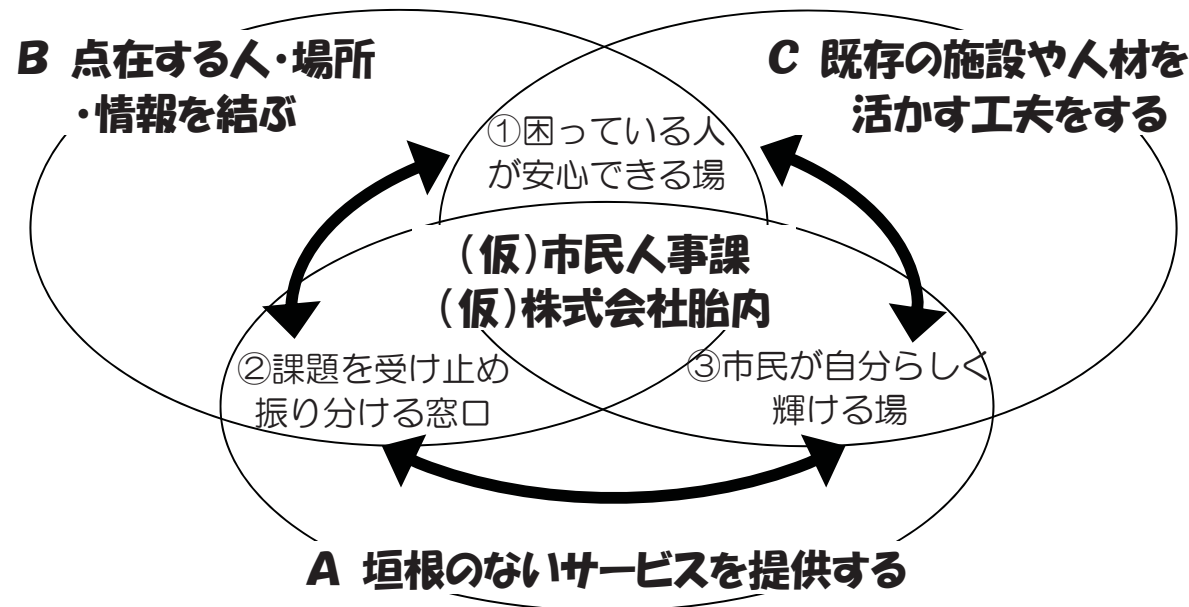 B 点在する人・場所
・情報を結ぶ
C 既存の施設や人材を
活かす工夫をする
①困っている人
が安心できる場
（仮）市民人事課
（仮）株式会社胎内
②課題を受け止め
振り分ける窓口
③市民が自分らしく
輝ける場
A 垣根のないサービスを提供する